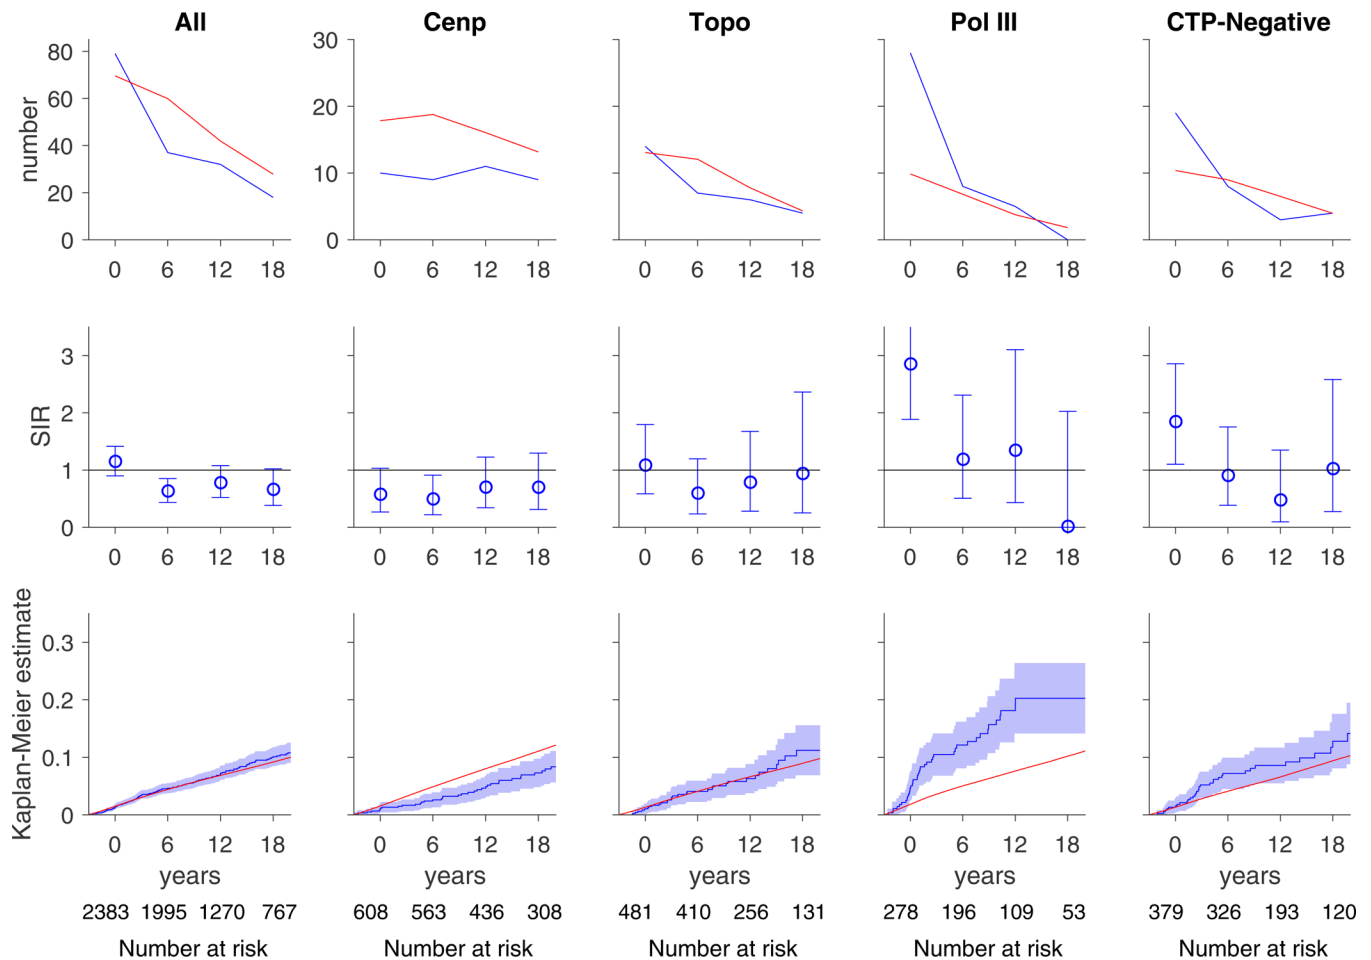 All Cenp Topo Pol III CTP-Negative
number
80
60
40
20
0
30
20
10
0
0 6 12 18 0 6 12 18 0 6 12 18 0 6 12 18 0 6 12 18
SIR
3
2
1
0
0 6 12 18 0 6 12 18 0 6 12 18 0 6 12 18 0 6 12 18
Kaplan-Meier estimate
0.3
0.2
0.1
0
0 6 12 18 0 6 12 18 0 6 12 18 0 6 12 18 0 6 12 18
years years years years years
2383 1995 1270 767 608 563 436 308 481 410 256 131 278 196 109 53 379 326 193 120
Number at risk Number at risk Number at risk Number at risk Number at risk